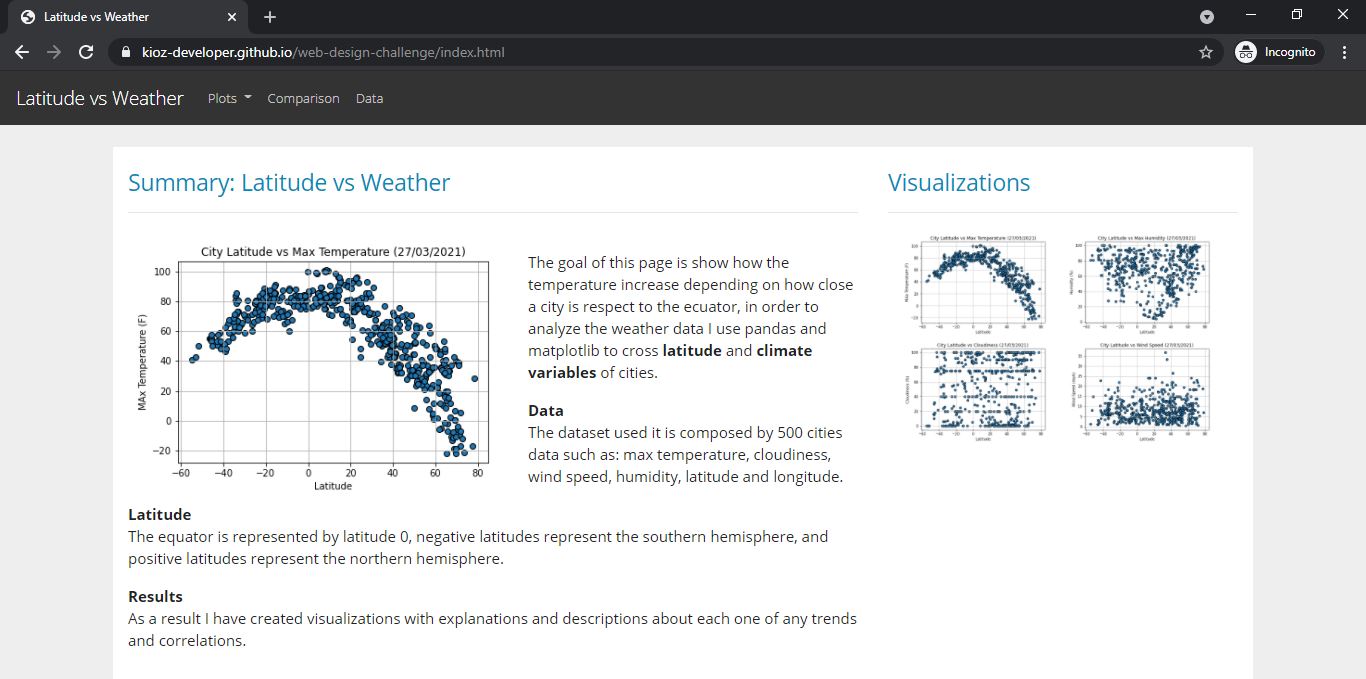 Latitude vs Weather
kioz-developer.github.io/web-design-challenge/index.html
Incognito
Latitude vs Weather
Plots
Comparison
Data
Summary: Latitude vs Weather
City Latitude vs Max Temperature (27/03/2021)
MAx Temperature (F)
100
80
60
40
20
0
−20
−60 −40 −20 0 20 40 60 80
Latitude
The goal of this page is show how the
temperature increase depending on how close
a city is respect to the ecuator, in order to
analyze the weather data I use pandas and
matplotlib to cross latitude and climate
variables of cities.
Data
The dataset used it is composed by 500 cities
data such as: max temperature, cloudiness,
wind speed, humidity, latitude and longitude.
Latitude
The equator is represented by latitude 0, negative latitudes represent the southern hemisphere, and
positive latitudes represent the northern hemisphere.
Results
As a result I have created visualizations with explanations and descriptions about each one of any trends
and correlations.
Visualizations
City Latitude vs Max Temperature (27/03/2021)
Latitude
City Latitude vs Max Humidity (27/03/2021)
Humidity (%)
Latitude
City Latitude vs Cloudiness (27/03/2021)
Cloudiness (%)
Latitude
City Latitude vs Wind Speed (27/03/2021)
Latitude